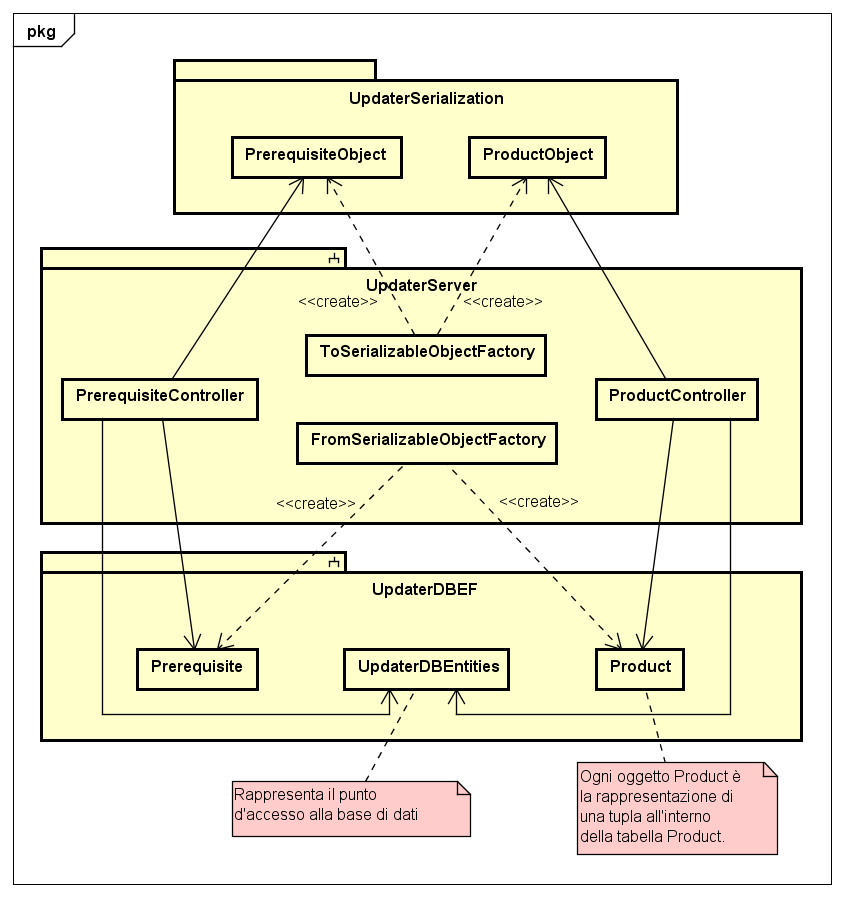 pkg
UpdaterSerialization
PrerequisiteObject
ProductObject
UpdaterServer
<<create>>
<<create>>
ToSerializableObjectFactory
PrerequisiteController
ProductController
FromSerializableObjectFactory
<<create>>
<<create>>
UpdaterDBEF
Prerequisite
UpdaterDBEntities
Product
Rappresenta il punto
d'accesso alla base di dati
Ogni oggetto Product è
la rappresentazione di
una tupla all'interno
della tabella Product.